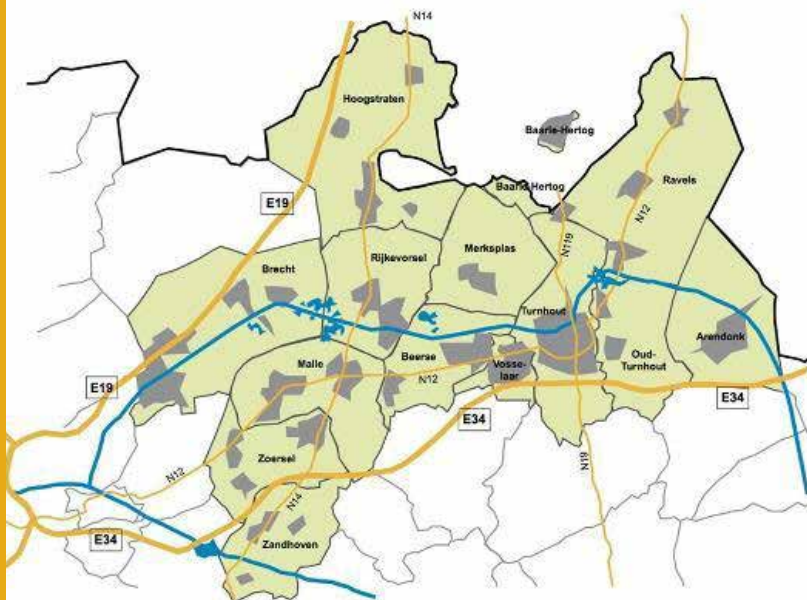 N14
Hoogstraten
Baarle-Hertog
Baarle-Hertog
Ravels
E19
N12
N119
Merksplas
Rijkevorsel
Brecht
Turnhout
Arendonk
Malle
Beerse
Vosse-
laar
Oud-
Turnhout
N12
E19
E34
E34
Zoersel
N19
N12
N14
E34
Zandhoven